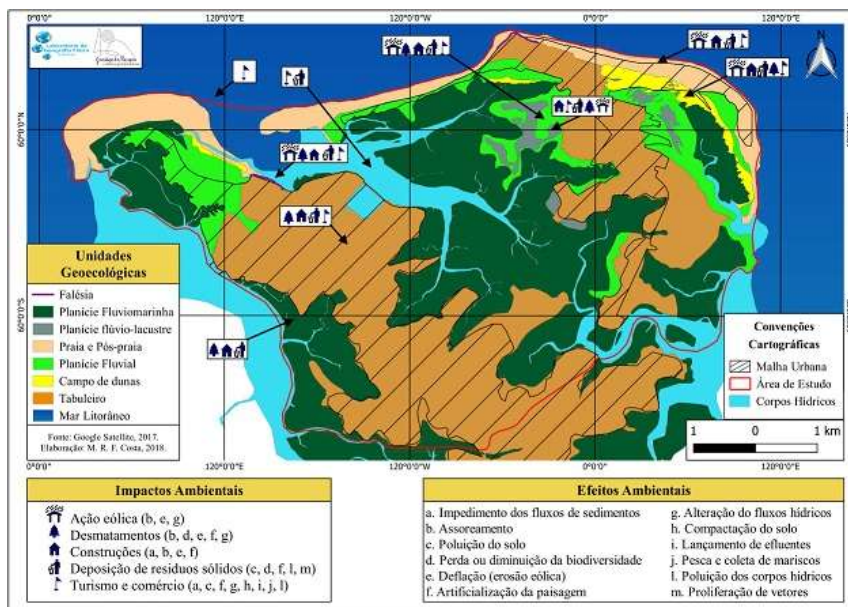 0°0'0"
120°0'0"E
120°0'0"W
0°0'0"
120°0'0"E
N
60°0'0"N
60°0'0"N
60°0'0"S
60°0'0"S
Unidades
Geoecológicas
Falésia
Planície Fluviomarinha
Planície flúvio-lacustre
Praia e Pós-praia
Planície Fluvial
Campo de dunas
Tabuleiro
Mar Litorâneo
Fonte: Google Satellite, 2017.
Elaboração: M. R. F. Costa, 2018.
Convenções
Cartográficas
Malha Urbana
Área de Estudo
Corpos Hídricos
1 0 1 km
0°0'0"
120°0'0"E
120°0'0"W
0°0'0"
120°0'0"E
Impactos Ambientais
Ação eólica (b, e, g)
Desmatamentos (b, d, e, f, g)
Construções (a, b, e, f)
Deposição de resíduos sólidos (c, d, f, l, m)
Turismo e comércio (a, c, f, g, h, i, j, l)
Efeitos Ambientais
a. Impedimento dos fluxos de sedimentos
b. Assoreamento
c. Poluição do solo
d. Perda ou diminuição da biodiversidade
e. Deflação (erosão eólica)
f. Artificialização da paisagem
g. Alteração do fluxos hídricos
h. Compactação do solo
i. Lançamento de efluentes
j. Pesca e coleta de mariscos
l. Poluição dos corpos hídricos
m. Proliferação de vetores